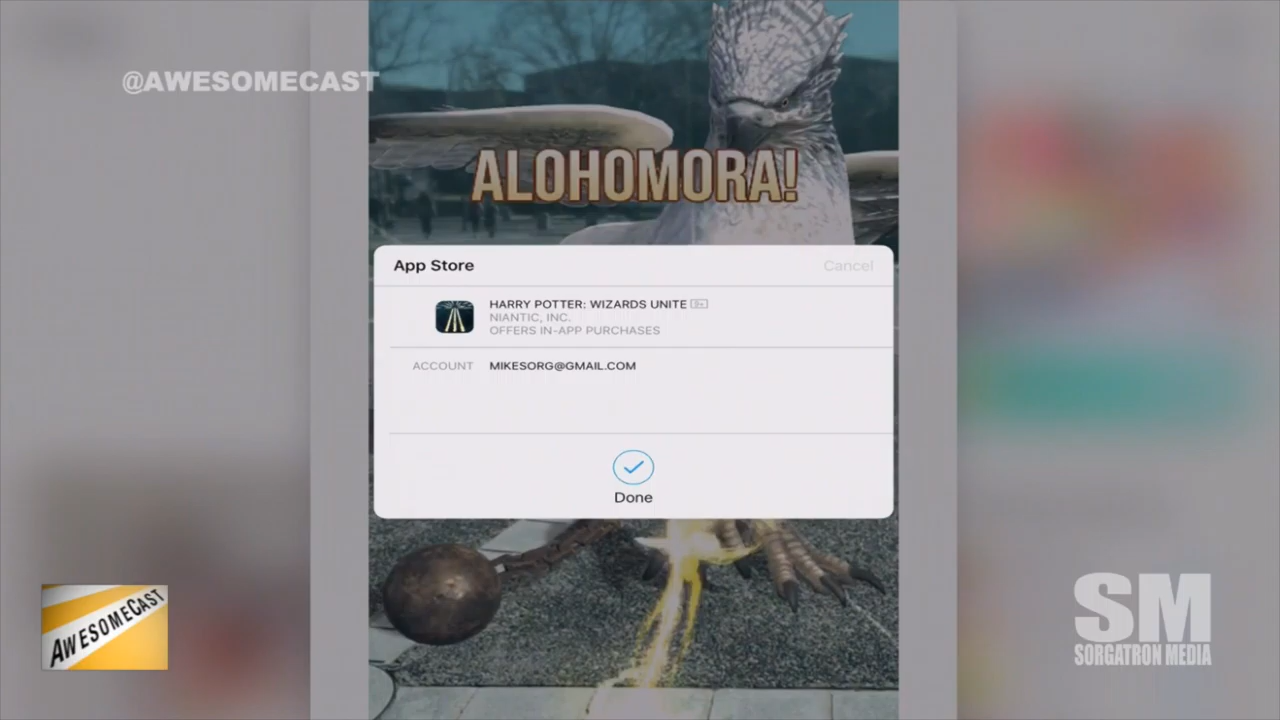 @AWESOMECAST
ALOHOMORA!
App Store
Cancel
HARRY POTTER: WIZARDS UNITE
NIANTIC, INC.
OFFERS IN-APP PURCHASES
ACCOUNT MIKESORG@GMAIL.COM
Done
AWESOMECAST
SM
SORGATRON MEDIA